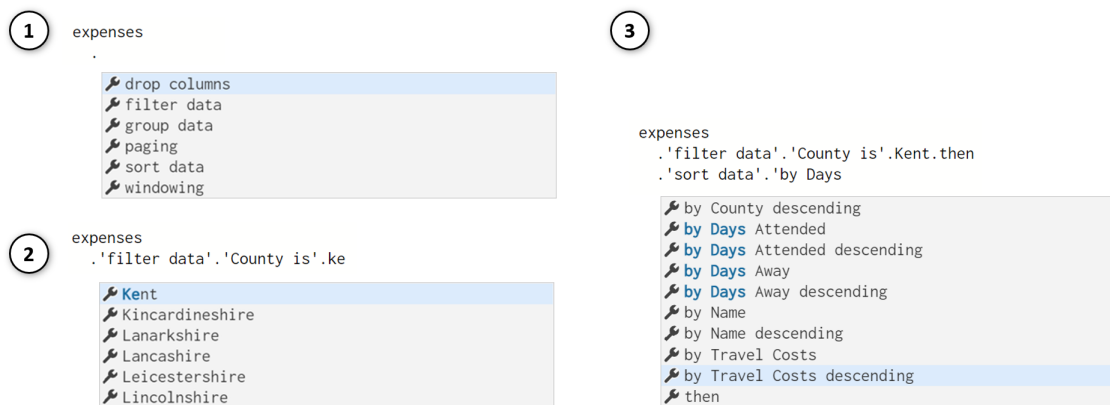 1
expenses
.
drop columns
filter data
group data
paging
sort data
windowing
2
expenses
.'filter data'.'County is'.ke
Kent
Kincardineshire
Lanarkshire
Lancashire
Leicestershire
Lincolnshire
3
expenses
.'filter data'.'County is'.Kent.then
.'sort data'.'by Days
by County descending
by Days Attended
by Days Attended descending
by Days Away
by Days Away descending
by Name
by Name descending
by Travel Costs
by Travel Costs descending
then